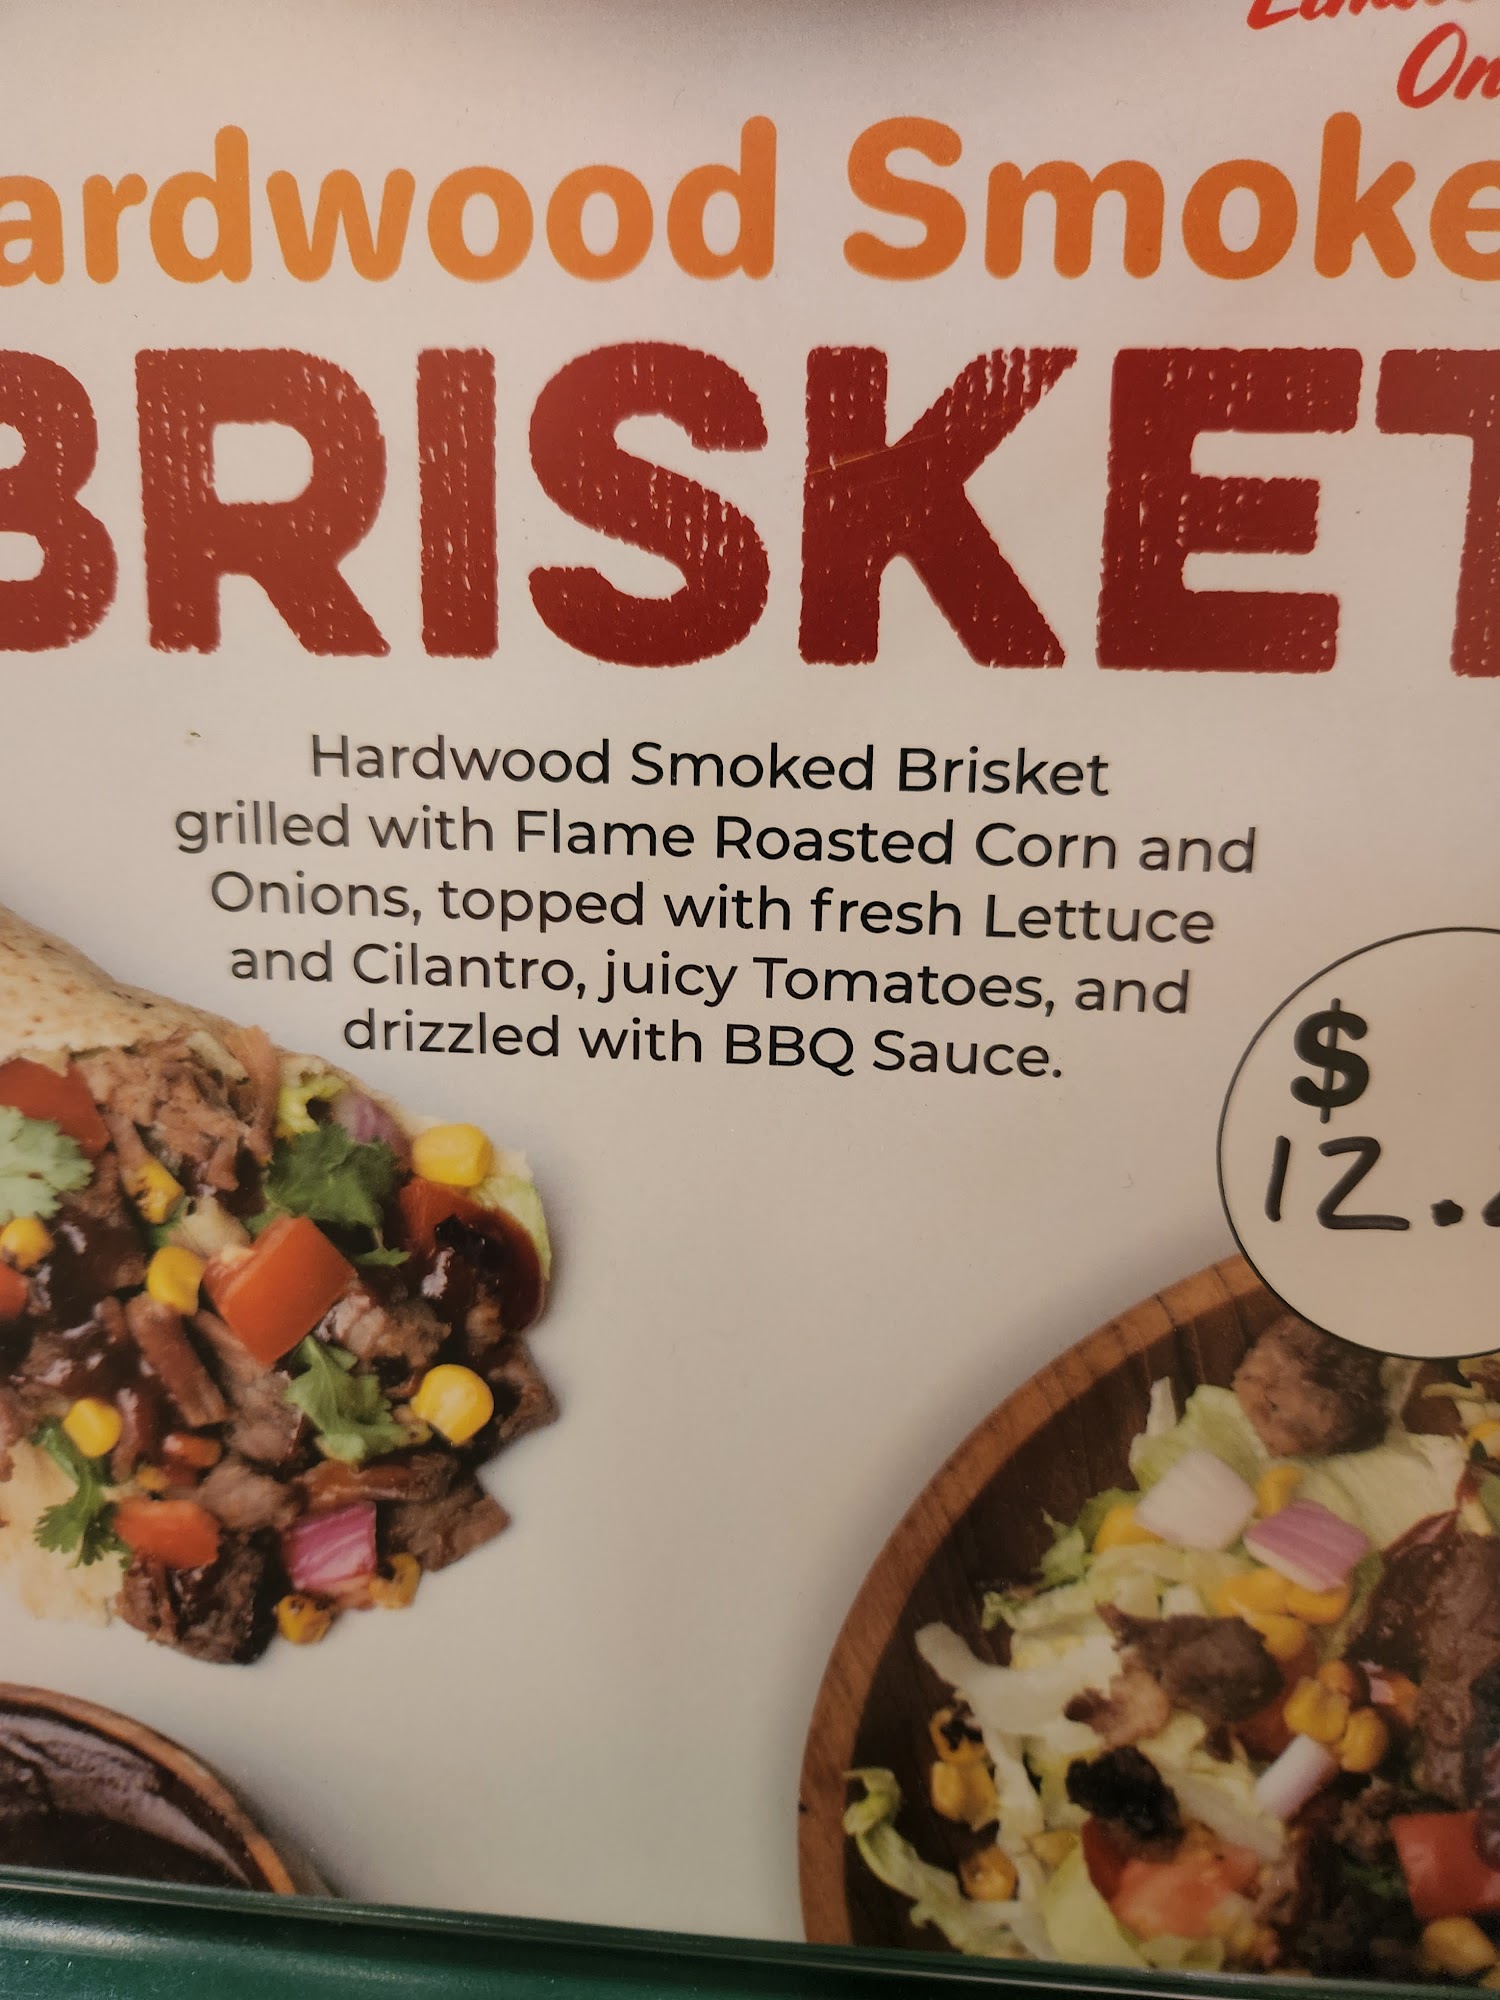 On
ardwood Smoke
BRISKET
Hardwood Smoked Brisket
grilled with Flame Roasted Corn and
Onions, topped with fresh Lettuce
and Cilantro, juicy Tomatoes, and
drizzled with BBQ Sauce.
$
12.